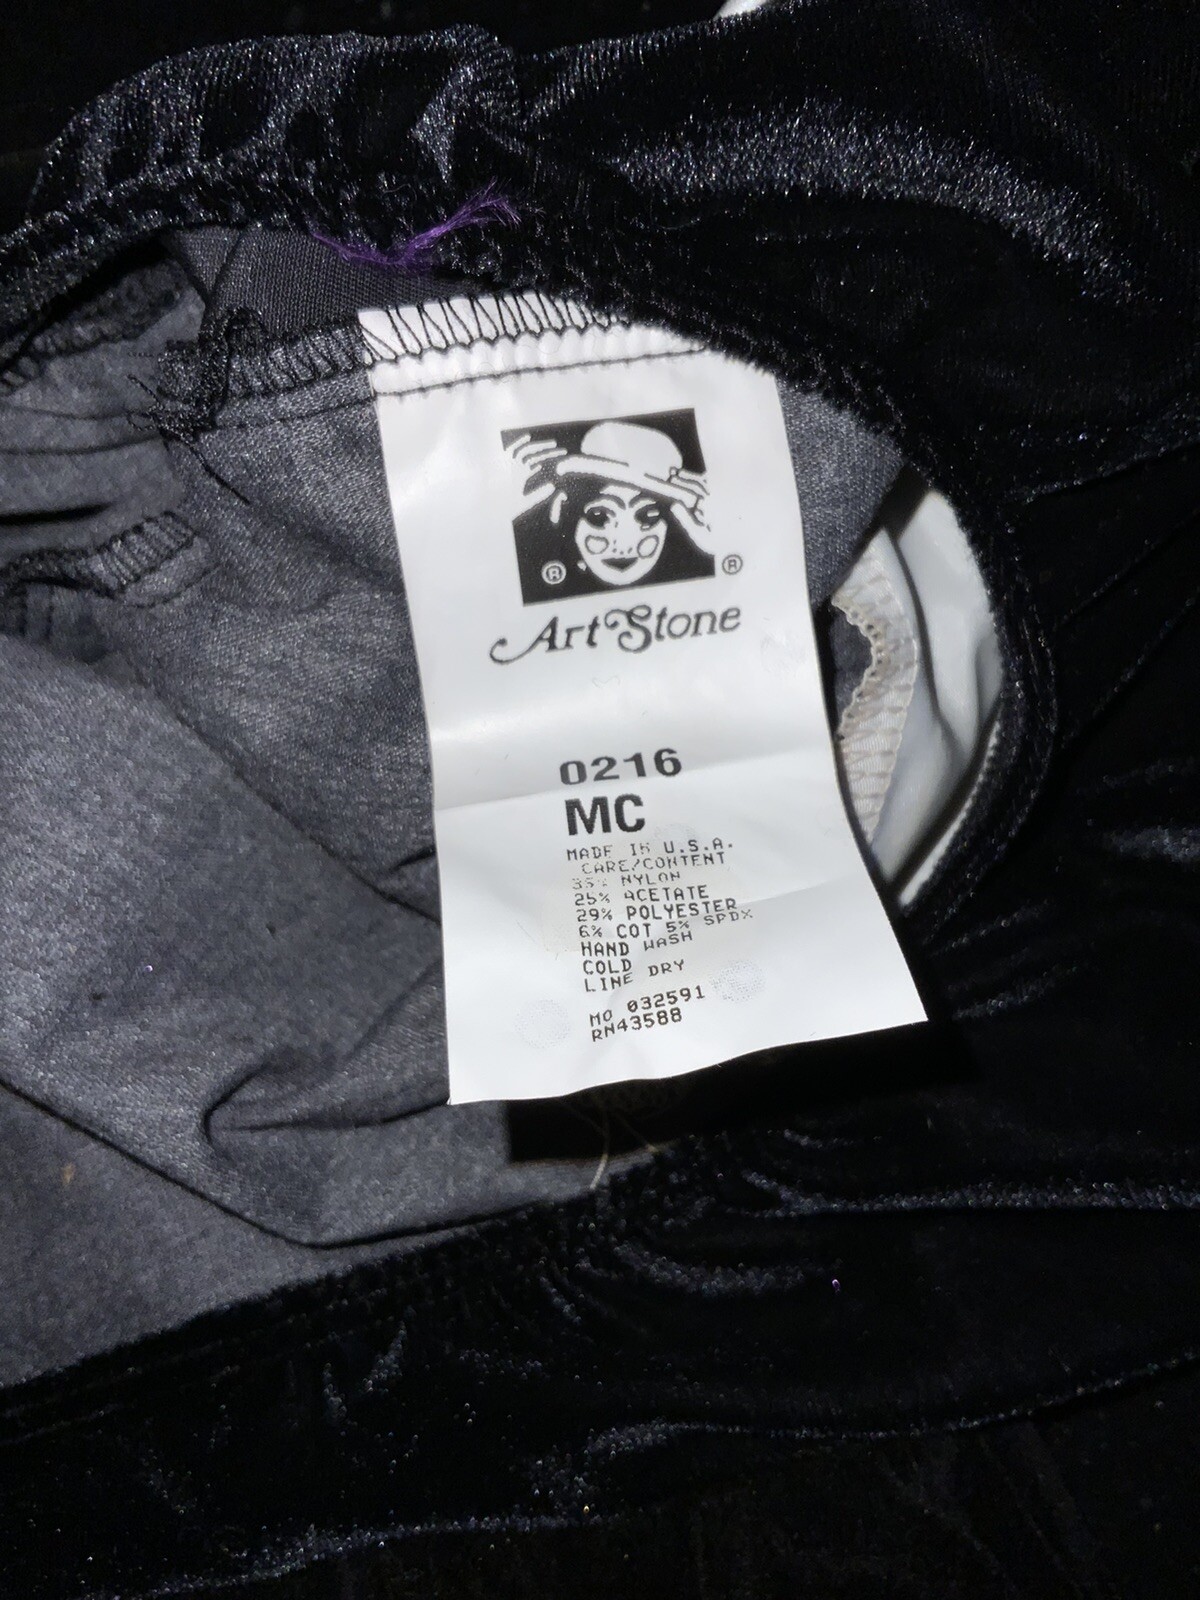 ® ®
Art Stone
0216
MC
MADE IN U.S.A.
CARE/CONTENT
35% NYLON
25% ACETATE
29% POLYESTER
6% COT 5% SPDX
HAND WASH
COLD
LINE DRY
MO 032591
RN43588